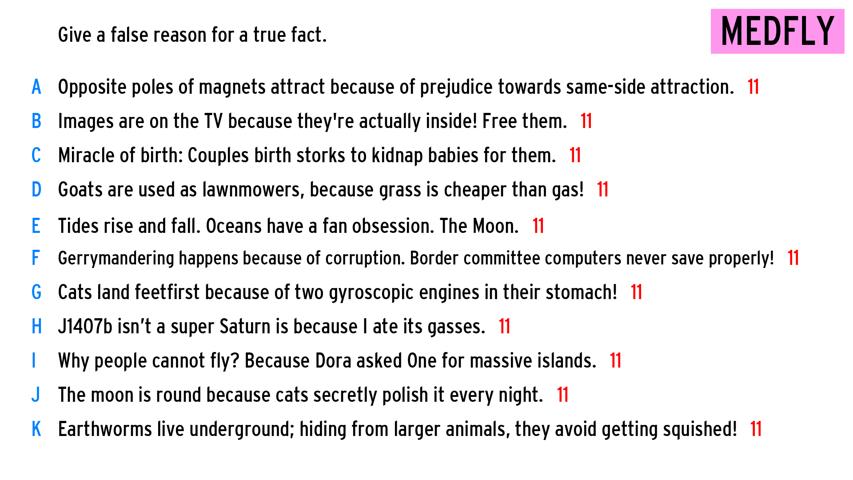 Give a false reason for a true fact.
MEDFLY
A Opposite poles of magnets attract because of prejudice towards same-side attraction. 11
B Images are on the TV because they're actually inside! Free them. 11
C Miracle of birth: Couples birth storks to kidnap babies for them. 11
D Goats are used as lawnmowers, because grass is cheaper than gas! 11
E Tides rise and fall. Oceans have a fan obsession. The Moon. 11
F Gerrymandering happens because of corruption. Border committee computers never save properly! 11
G Cats land feetfirst because of two gyroscopic engines in their stomach! 11
H J1407b isn’t a super Saturn is because I ate its gasses. 11
I Why people cannot fly? Because Dora asked One for massive islands. 11
J The moon is round because cats secretly polish it every night. 11
K Earthworms live underground; hiding from larger animals, they avoid getting squished! 11